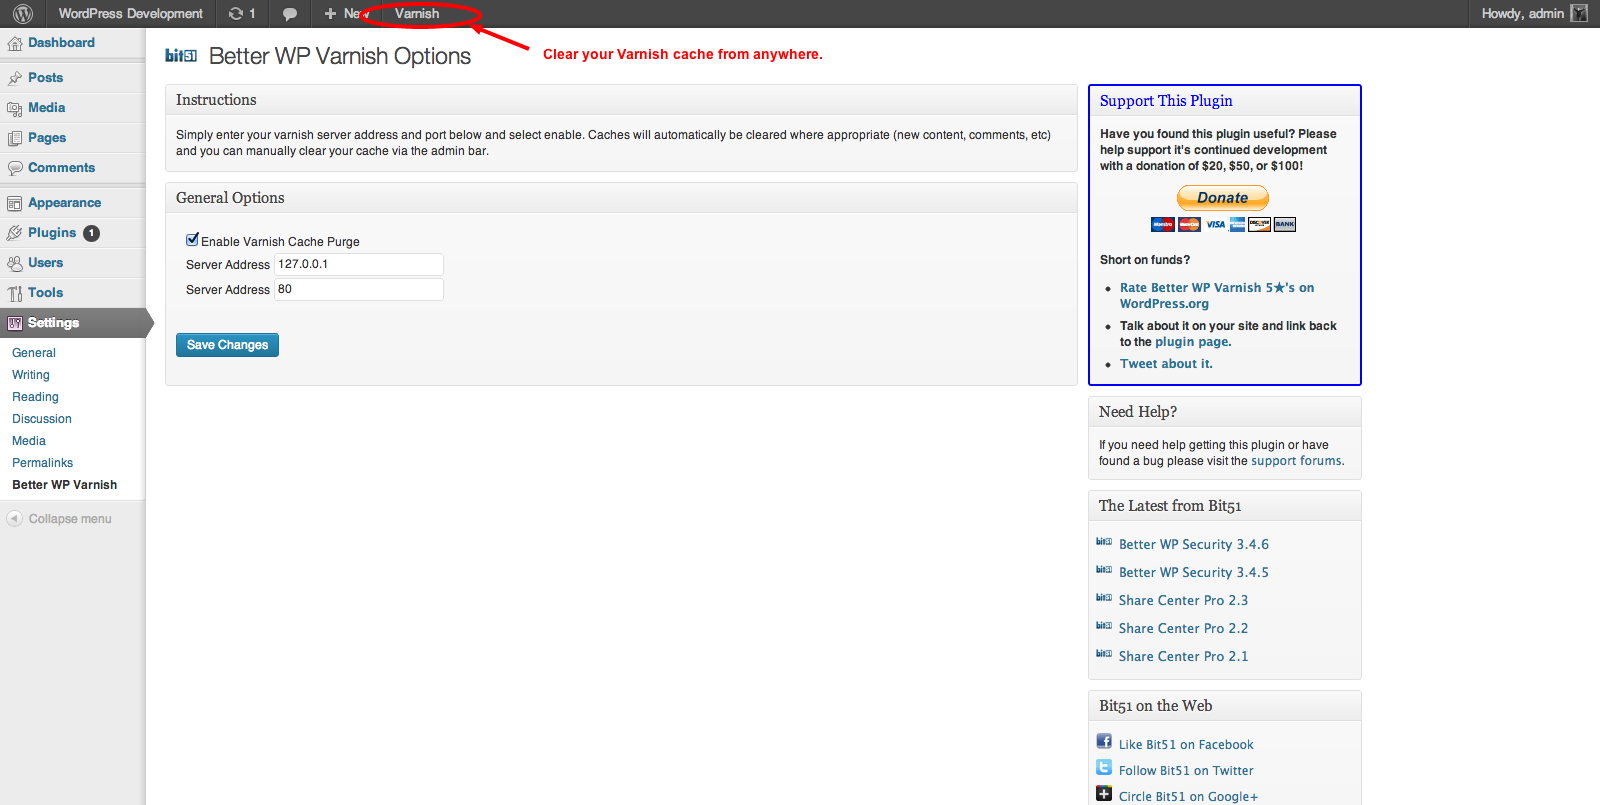 WordPress Development
1
+ New
Varnish
Howdy, admin
Clear your Varnish cache from anywhere.
Dashboard
Posts
Media
Pages
Comments
Appearance
Plugins 1
Users
Tools
Settings
General
Writing
Reading
Discussion
Media
Permalinks
Better WP Varnish
Collapse menu
bit51 Better WP Varnish Options
Instructions
Simply enter your varnish server address and port below and select enable. Caches will automatically be cleared where appropriate (new content, comments, etc)
and you can manually clear your cache via the admin bar.
General Options
Enable Varnish Cache Purge
Server Address 127.0.0.1
Server Address 80
Save Changes
Support This Plugin
Have you found this plugin useful? Please
help support it's continued development
with a donation of $20, $50, or $100!
Donate
Maestro MasterCard VISA DISCOVER BANK
Short on funds?
• Rate Better WP Varnish 5★'s on
WordPress.org
• Talk about it on your site and link back
to the plugin page.
• Tweet about it.
Need Help?
If you need help getting this plugin or have
found a bug please visit the support forums.
The Latest from Bit51
bit51 Better WP Security 3.4.6
bit51 Better WP Security 3.4.5
bit51 Share Center Pro 2.3
bit51 Share Center Pro 2.2
bit51 Share Center Pro 2.1
Bit51 on the Web
Like Bit51 on Facebook
Follow Bit51 on Twitter
Circle Bit51 on Google+